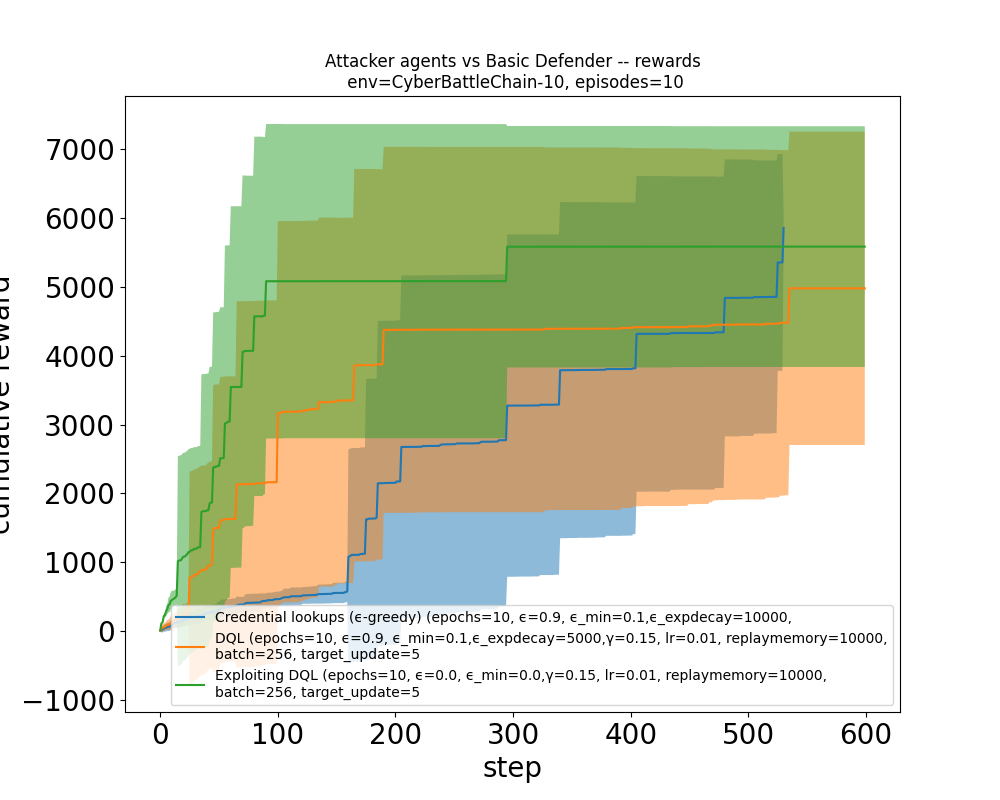 Attacker agents vs Basic Defender -- rewards
env=CyberBattleChain-10, episodes=10
7000
6000
5000
4000
3000
2000
1000
0
−1000
cumulative reward
Credential lookups (ϵ-greedy) (epochs=10, ϵ=0.9, ϵ_min=0.1,ϵ_expdecay=10000,
DQL (epochs=10, ϵ=0.9, ϵ_min=0.1,ϵ_expdecay=5000,γ=0.15, lr=0.01, replaymemory=10000,
batch=256, target_update=5
Exploiting DQL (epochs=10, ϵ=0.0, ϵ_min=0.0,γ=0.15, lr=0.01, replaymemory=10000,
batch=256, target_update=5
0 100 200 300 400 500 600
step